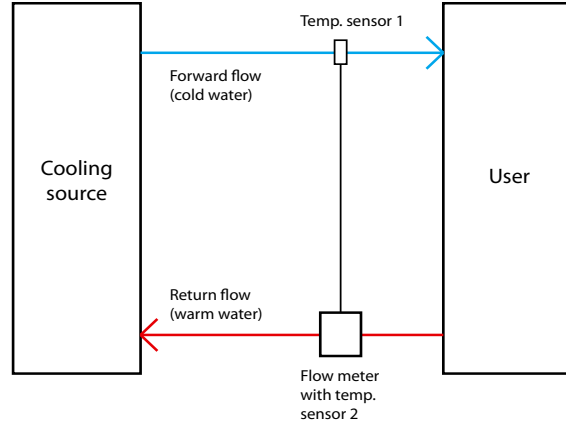 Temp. sensor 1
Forward flow
(cold water)
Cooling
source
User
Return flow
(warm water)
Flow meter
with temp.
sensor 2